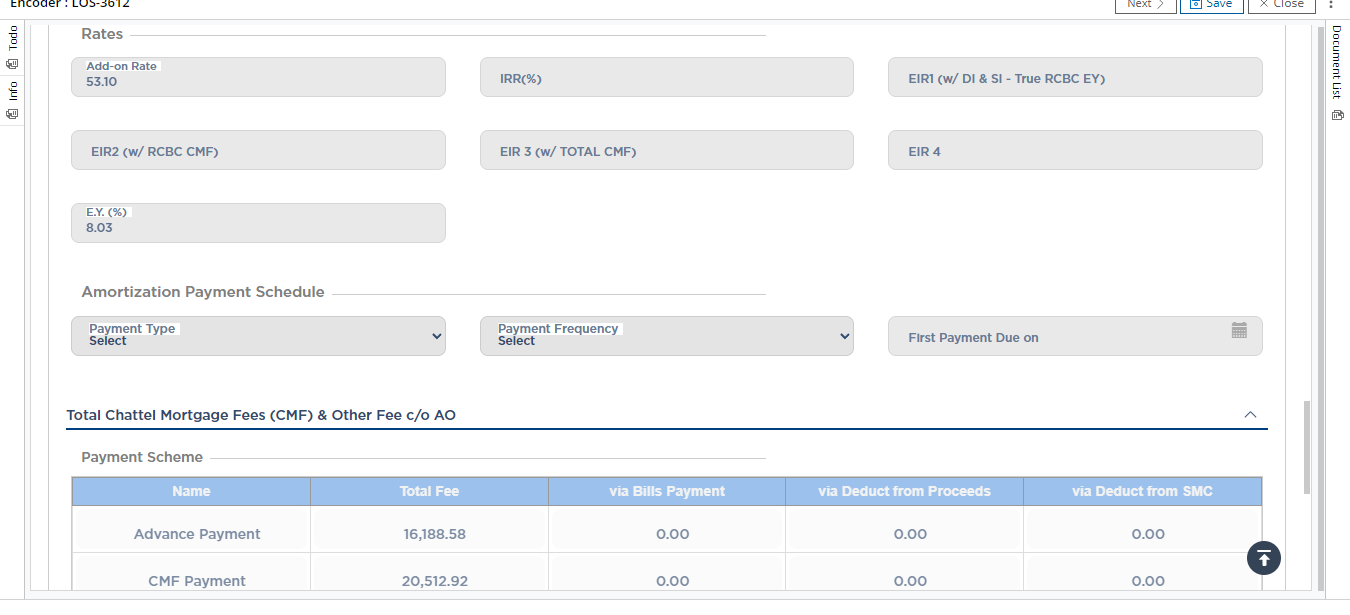 Encoder : LOS-3612
Next
Save
Close
Todo
Info
Document List
Rates
Add-on Rate
53.10
IRR(%)
EIR1 (w/ DI & SI - True RCBC EY)
EIR2 (w/ RCBC CMF)
EIR 3 (w/ TOTAL CMF)
EIR 4
E.Y. (%)
8.03
Amortization Payment Schedule
Payment Type
Select
Payment Frequency
Select
First Payment Due on
Total Chattel Mortgage Fees (CMF) & Other Fee c/o AO
Payment Scheme
Name Total Fee via Bills Payment via Deduct from Proceeds via Deduct from SMC
Advance Payment 16,188.58 0.00 0.00 0.00
CMF Payment 20,512.92 0.00 0.00 0.00